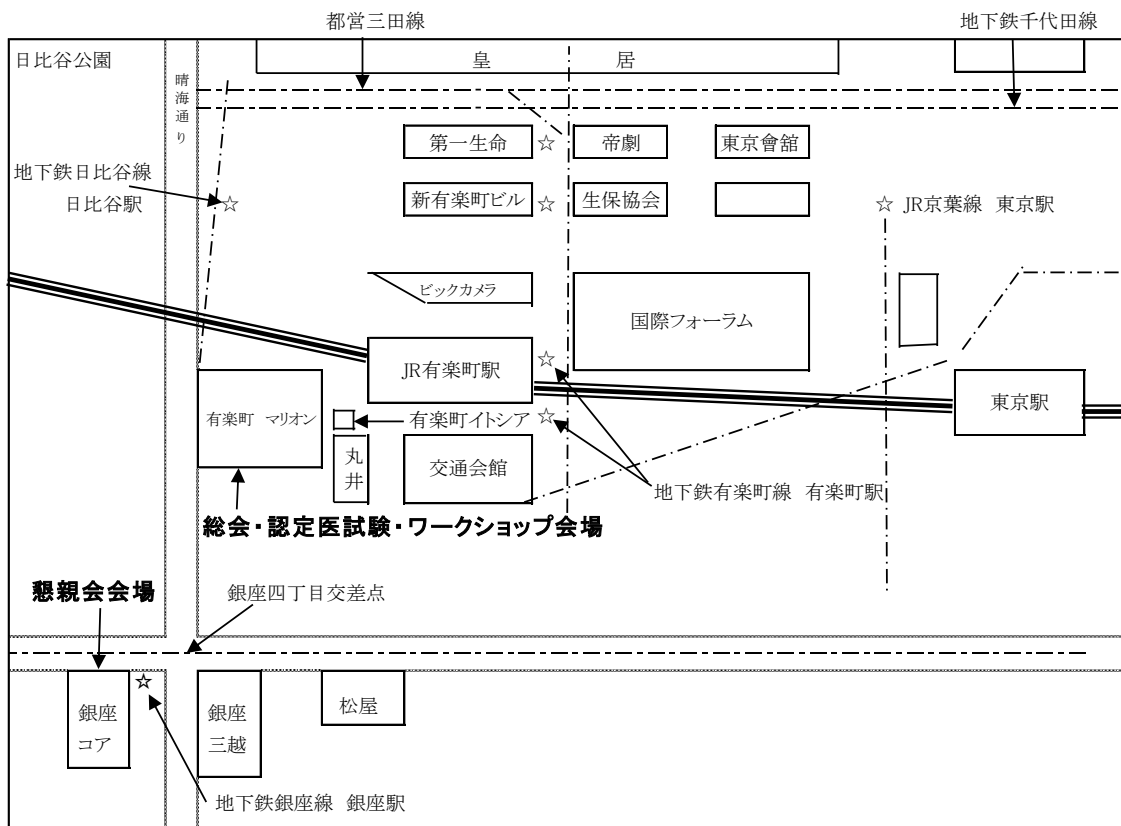 都営三田線
地下鉄千代田線
日比谷公園
皇 居
晴海通り
第一生命
☆
帝劇
東京會舘
地下鉄日比谷線
日比谷駅
☆
新有楽町ビル
☆
生保協会
☆ JR京葉線 東京駅
ビックカメラ
国際フォーラム
JR有楽町駅
☆
東京駅
有楽町 マリオン
有楽町イトシア
☆
丸井
交通会館
地下鉄有楽町線 有楽町駅
総会・認定医試験・ワークショップ会場
懇親会会場
銀座四丁目交差点
☆
銀座
コア
銀座
三越
松屋
地下鉄銀座線 銀座駅